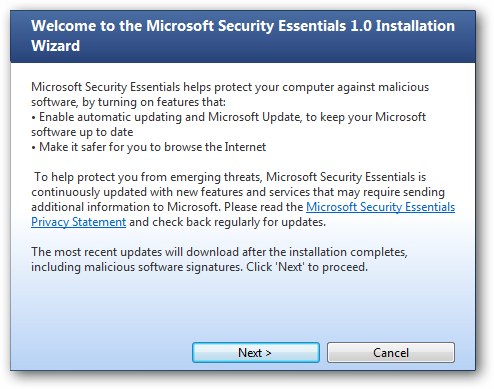 Welcome to the Microsoft Security Essentials 1.0 Installation
Wizard
Microsoft Security Essentials helps protect your computer against malicious
software, by turning on features that:
• Enable automatic updating and Microsoft Update, to keep your Microsoft
software up to date
• Make it safer for you to browse the Internet
To help protect you from emerging threats, Microsoft Security Essentials is
continuously updated with new features and services that may require sending
additional information to Microsoft. Please read the Microsoft Security Essentials
Privacy Statement and check back regularly for updates.
The most recent updates will download after the installation completes,
including malicious software signatures. Click 'Next' to proceed.
Next >
Cancel